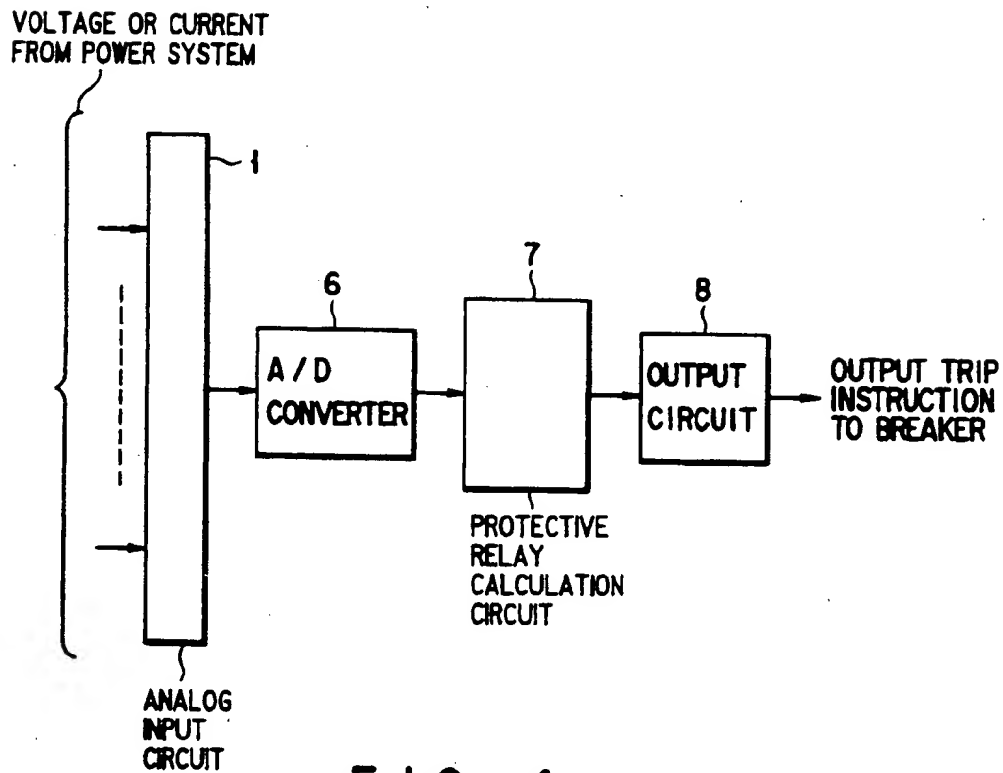 VOLTAGE OR CURRENT
FROM POWER SYSTEM
1
6
A/D
CONVERTER
7
8
OUTPUT
CIRCUIT
OUTPUT TRIP
INSTRUCTION
TO BREAKER
PROTECTIVE
RELAY
CALCULATION
CIRCUIT
ANALOG
INPUT
CIRCUIT